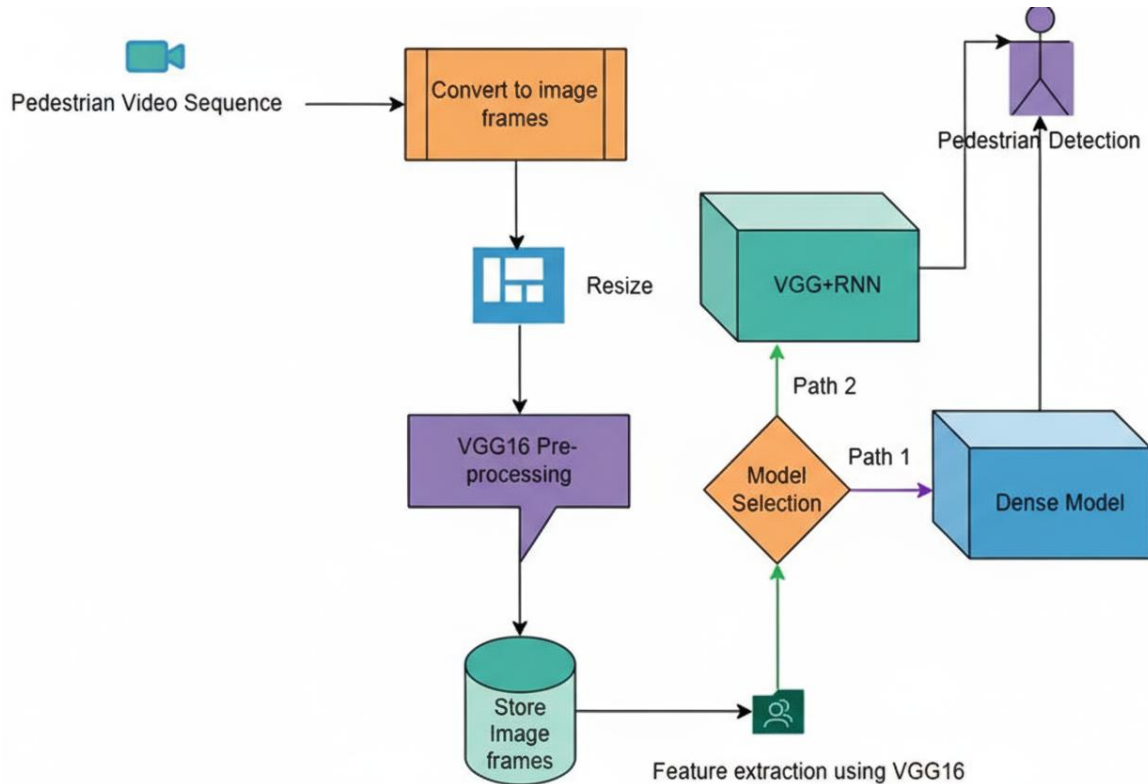 Pedestrian Video Sequence
Convert to image
frames
Resize
VGG16 Pre-
processing
Store
Image
frames
Feature extraction using VGG16
Model
Selection
Path 1
Path 2
Dense Model
VGG+RNN
Pedestrian Detection